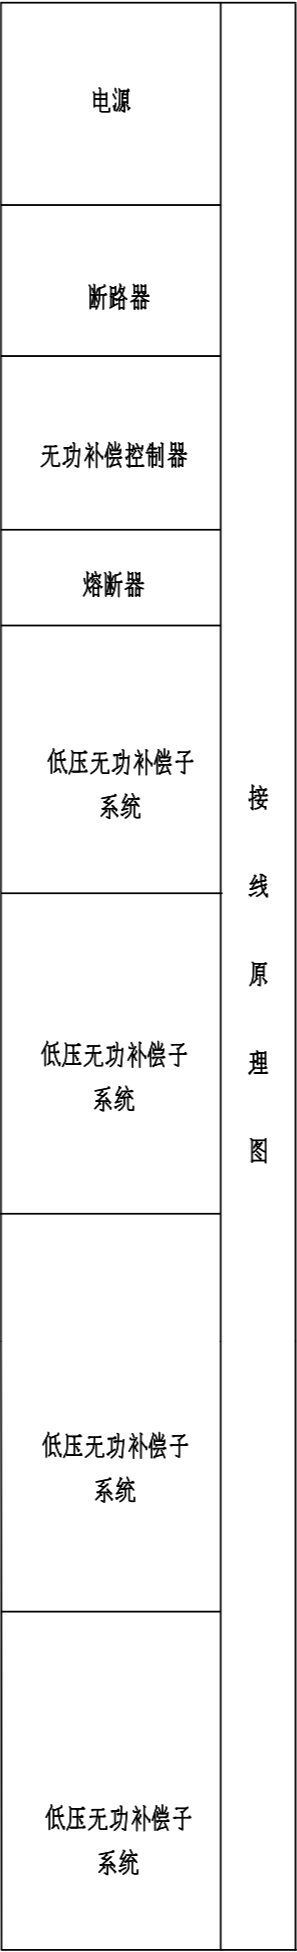 电源
断路器
无功补偿控制器
熔断器
低压无功补偿子
系统
低压无功补偿子
系统
低压无功补偿子
系统
低压无功补偿子
系统
接
线
原
理
图